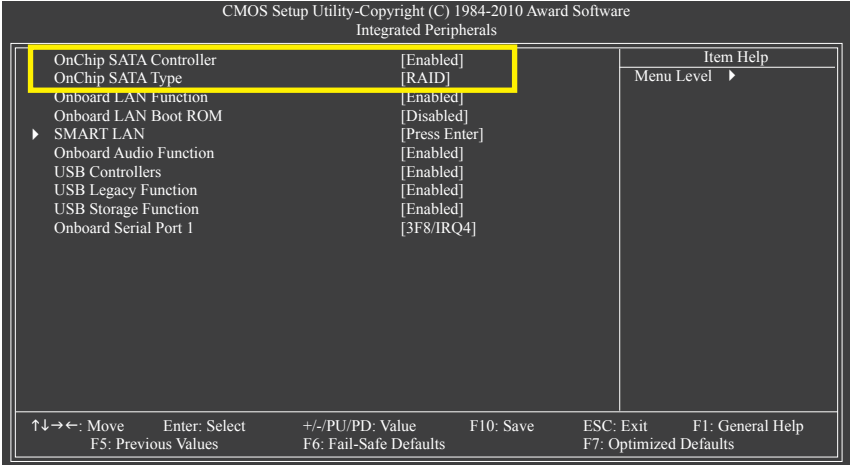 CMOS Setup Utility-Copyright (C) 1984-2010 Award Software
Integrated Peripherals
OnChip SATA Controller [Enabled]
OnChip SATA Type [RAID]
Onboard LAN Function [Enabled]
Onboard LAN Boot ROM [Disabled]
SMART LAN [Press Enter]
Onboard Audio Function [Enabled]
USB Controllers [Enabled]
USB Legacy Function [Enabled]
USB Storage Function [Enabled]
Onboard Serial Port 1 [3F8/IRQ4]
Item Help
Menu Level
↑↓→←: Move Enter: Select +/-/PU/PD: Value F10: Save ESC: Exit F1: General Help
F5: Previous Values F6: Fail-Safe Defaults F7: Optimized Defaults